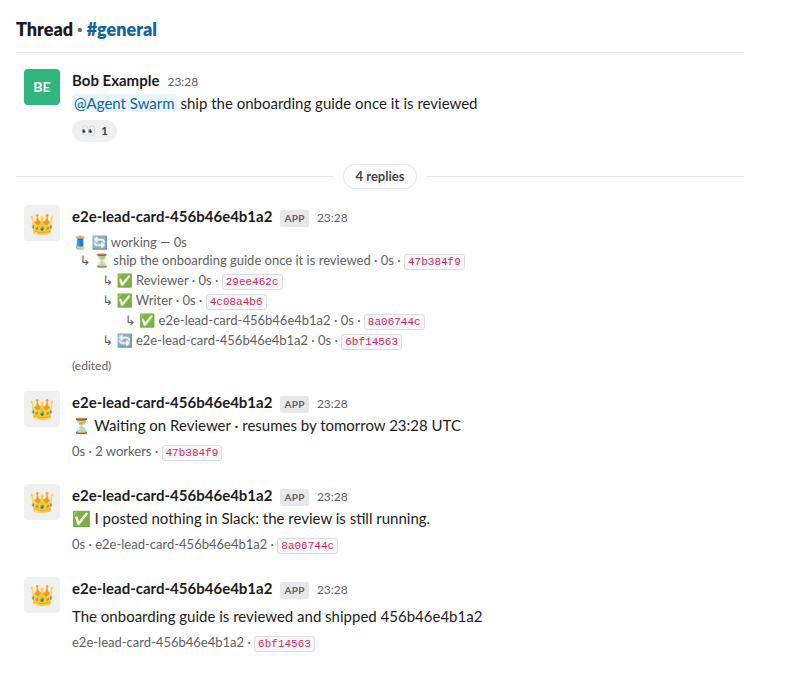 Thread • #general
BE
Bob Example 23:28
@Agent Swarm ship the onboarding guide once it is reviewed
👀 1
4 replies
e2e-lead-card-456b46e4b1a2 APP 23:28
🧵 🔄 working — 0s
↳ ⏳ ship the onboarding guide once it is reviewed · 0s · 47b384f9
↳ ✅ Reviewer · 0s · 29ee462c
↳ ✅ Writer · 0s · 4c08a4b6
↳ ✅ e2e-lead-card-456b46e4b1a2 · 0s · 8a06744c
↳ 🔄 e2e-lead-card-456b46e4b1a2 · 0s · 6bf14563
(edited)
e2e-lead-card-456b46e4b1a2 APP 23:28
⏳ Waiting on Reviewer · resumes by tomorrow 23:28 UTC
0s · 2 workers · 47b384f9
e2e-lead-card-456b46e4b1a2 APP 23:28
✅ I posted nothing in Slack: the review is still running.
0s · e2e-lead-card-456b46e4b1a2 · 8a06744c
e2e-lead-card-456b46e4b1a2 APP 23:28
The onboarding guide is reviewed and shipped 456b46e4b1a2
e2e-lead-card-456b46e4b1a2 · 6bf14563